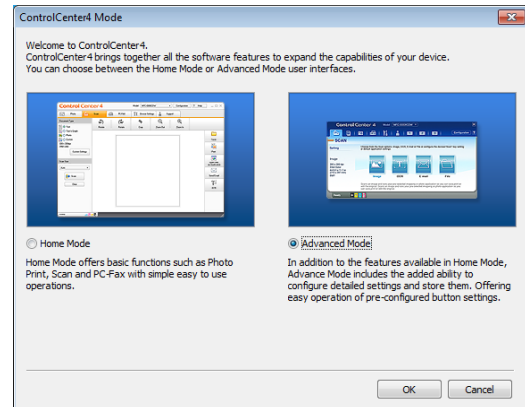 ControlCenter4 Mode
Welcome to ControlCenter4.
ControlCenter4 brings together all the software features to expand the capabilities of your device.
You can choose between the Home Mode or Advanced Mode user interfaces.
Control Center 4
Control Center 4
SCAN
Home Mode
Advanced Mode
Home Mode offers basic functions such as Photo
Print, Scan and PC-Fax with simple easy to use
operations.
In addition to the features available in Home Mode,
Advance Mode includes the added ability to
configure detailed settings and store them. Offering
easy operation of pre-configured button settings.
OK
Cancel